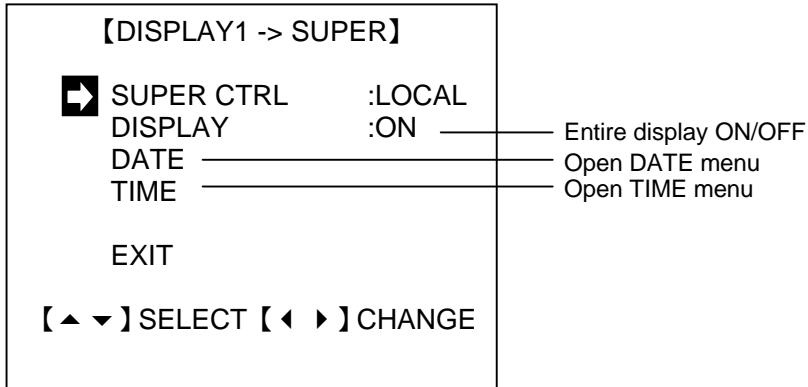 【DISPLAY1 -> SUPER】
SUPER CTRL :LOCAL
DISPLAY :ON Entire display ON/OFF
DATE Open DATE menu
TIME Open TIME menu
EXIT
【▲▼】SELECT【◀ ▶】CHANGE